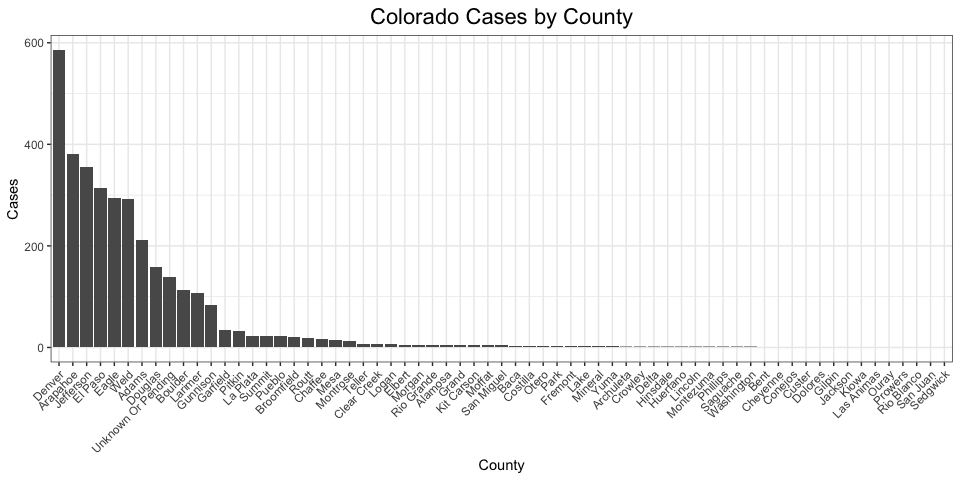 Colorado Cases by County
600
400
200
0
Cases
Denver
Arapahoe
Jefferson
El Paso
Eagle
Weld
Adams
Douglas
Unknown Or Pending
Boulder
Larimer
Gunnison
Garfield
Pitkin
La Plata
Summit
Pueblo
Broomfield
Routt
Chaffee
Mesa
Montrose
Teller
Clear Creek
Logan
Elbert
Morgan
Rio Grande
Alamosa
Grand
Kit Carson
Moffat
San Miguel
Baca
Costilla
Otero
Park
Fremont
Lake
Mineral
Yuma
Archuleta
Crowley
Delta
Hinsdale
Huerfano
Lincoln
Montezuma
Phillips
Saguache
Washington
Bent
Cheyenne
Conejos
Custer
Dolores
Gilpin
Jackson
Kiowa
Las Animas
Ouray
Prowers
Rio Blanco
San Juan
Sedgwick
County